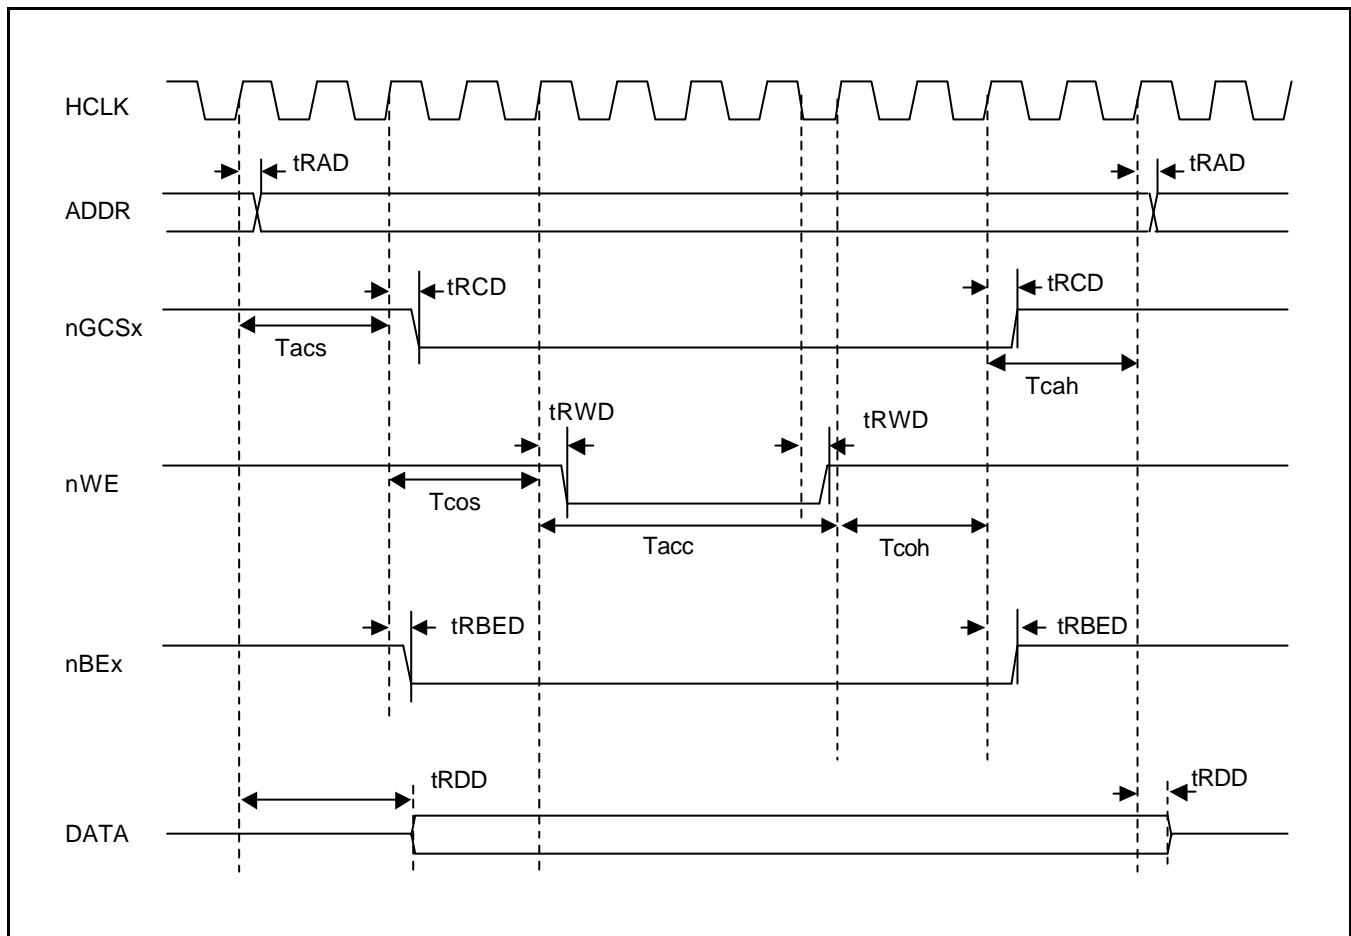 HCLK
tRAD
tRAD
ADDR
tRCD
tRCD
nGCSx
Tacs
Tcah
tRWD
tRWD
nWE
Tcos
Tacc
Tcoh
tRBED
tRBED
nBEx
tRDD
tRDD
DATA